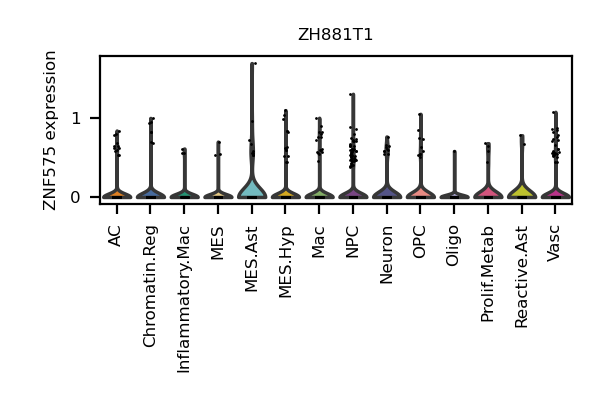 ZH881T1
ZNF575 expression
1
0
AC
Chromatin.Reg
Inflammatory.Mac
MES
MES.Ast
MES.Hyp
Mac
NPC
Neuron
OPC
Oligo
Prolif.Metab
Reactive.Ast
Vasc